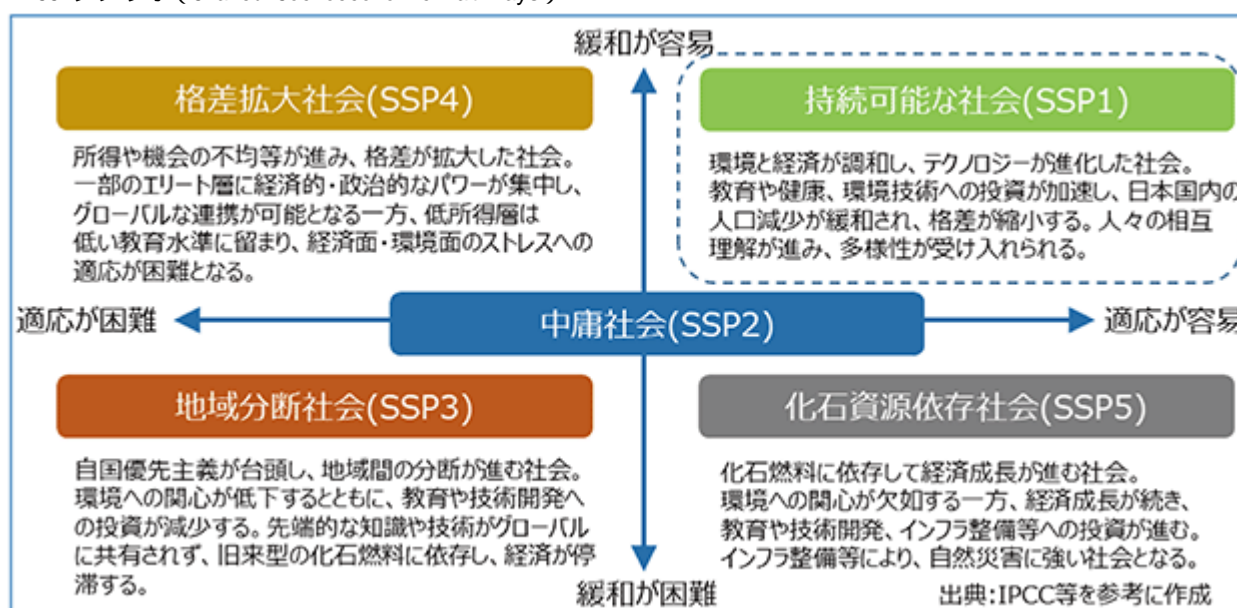 緩和が容易
格差拡大社会(SSP4)
所得や機会の不均等が進み、格差が拡大した社会。
一部のエリート層に経済的・政治的なパワーが集中し、
グローバルな連携が可能となる一方、低所得層は
低い教育水準に留まり、経済面・環境面のストレスへの
適応が困難となる。
持続可能な社会(SSP1)
環境と経済が調和し、テクノロジーが進化した社会。
教育や健康、環境技術への投資が加速し、日本国内の
人口減少が緩和され、格差が縮小する。人々の相互
理解が進み、多様性が受け入れられる。
適応が困難
中庸社会(SSP2)
適応が容易
地域分断社会(SSP3)
自国優先主義が台頭し、地域間の分断が進む社会。
環境への関心が低下するとともに、教育や技術開発へ
の投資が減少する。先端的な知識や技術がグローバル
に共有されず、旧来型の化石燃料に依存し、経済が停
滞する。
化石資源依存社会(SSP5)
化石燃料に依存して経済成長が進む社会。
環境への関心が欠如する一方、経済成長が続き、
教育や技術開発、インフラ整備等への投資が進む。
インフラ整備等により、自然災害に強い社会となる。
緩和が困難
出典:IPCC等を参考に作成